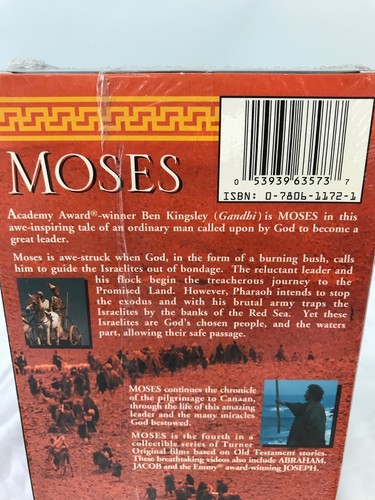 0 53939 63573 7
ISBN: 0-7806-1172-1
MOSES
Academy Award®-winner Ben Kingsley (Gandhi) is MOSES in this
awe-inspiring tale of an ordinary man called upon by God to become a
great leader.
Moses is awe-struck when God, in the form of a burning bush, calls
him to guide the Israelites out of bondage. The reluctant leader and
his flock begin the treacherous journey to the
Promised Land. However, Pharaoh intends to stop
the exodus and with his brutal army traps the
Israelites by the banks of the Red Sea. Yet these
Israelites are God's chosen people, and the waters
part, allowing their safe passage.
MOSES continues the chronicle
of the pilgrimage to Canaan,
through the life of this amazing
leader and the many miracles
God bestowed.
MOSES is the fourth in a
collectible series of Turner
Original films based on Old Testament stories.
These breathtaking videos also include ABRAHAM,
JACOB and the Emmy® award-winning JOSEPH.